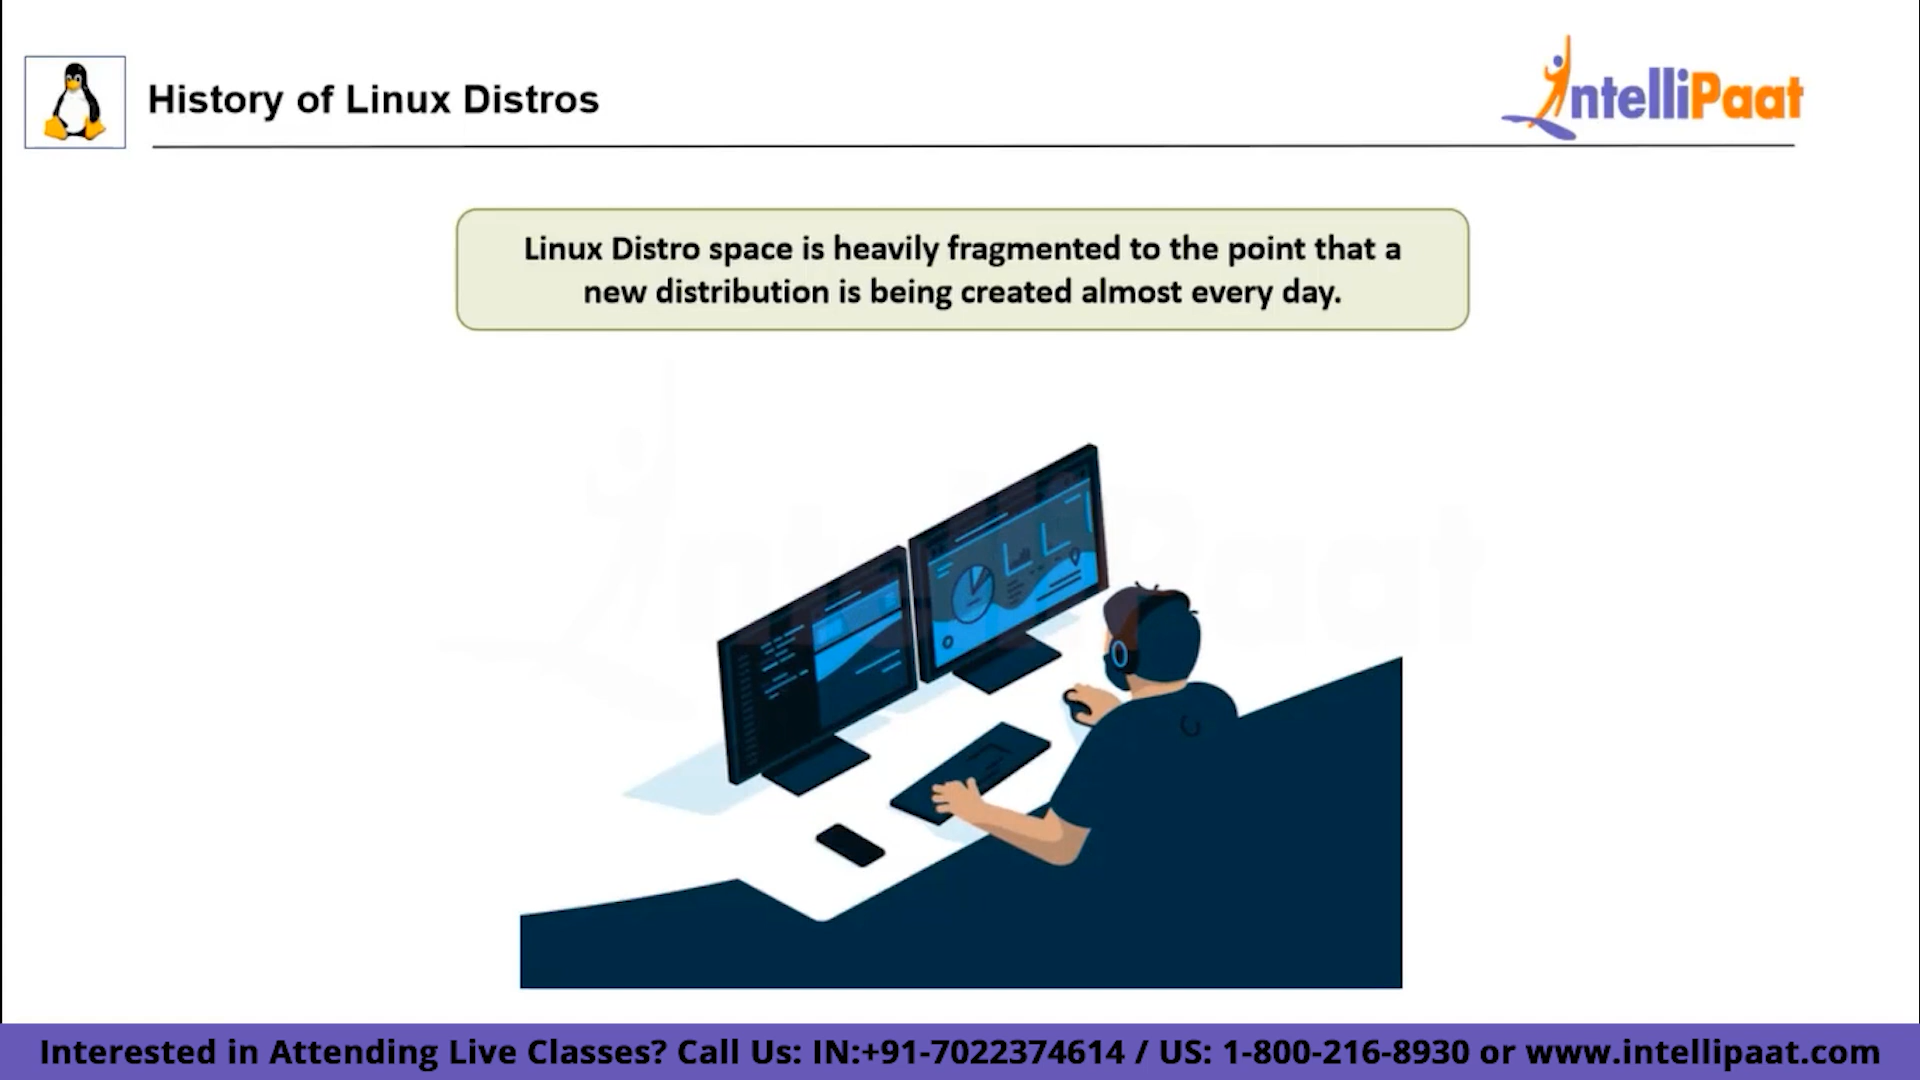 History of Linux Distros
IntelliPaat
Linux Distro space is heavily fragmented to the point that a
new distribution is being created almost every day.
IntelliPaat
Interested in Attending Live Classes? Call Us: IN:+91-7022374614 / US: 1-800-216-8930 or www.intellipaat.com